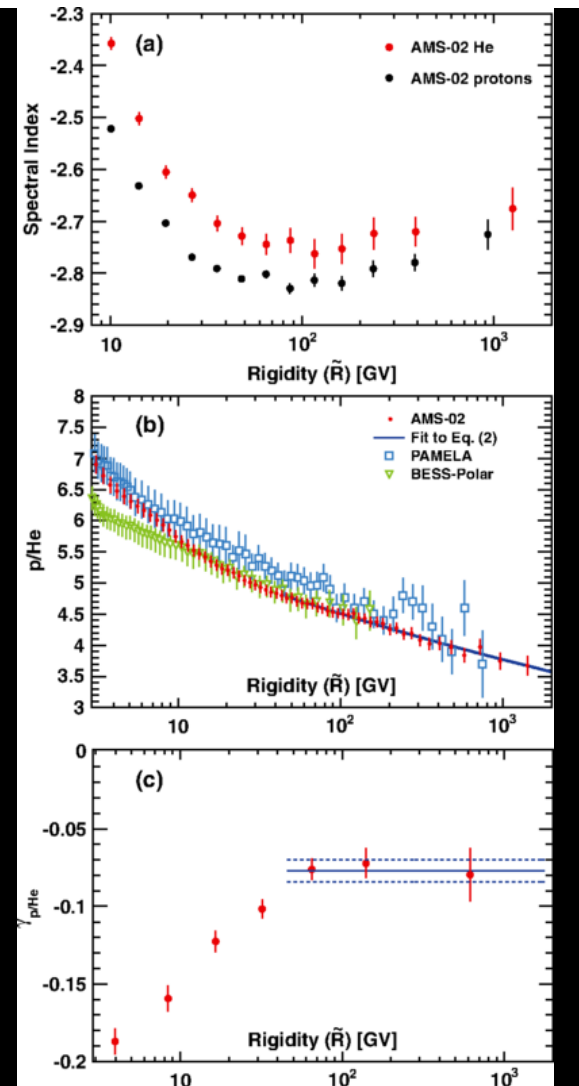 -2.3
(a)
AMS-02 He
AMS-02 protons
-2.4
-2.5
-2.6
-2.7
-2.8
-2.9
Spectral Index
10
10²
10³
Rigidity (R̃) [GV]
8
(b)
AMS-02
Fit to Eq. (2)
PAMELA
BESS-Polar
7.5
7
6.5
6
5.5
5
4.5
4
3.5
3
p/He
Rigidity (R̃) [GV]
10
10²
10³
0
(c)
-0.05
-0.1
-0.15
-0.2
γp/He
Rigidity (R̃) [GV]
10
10²
10³